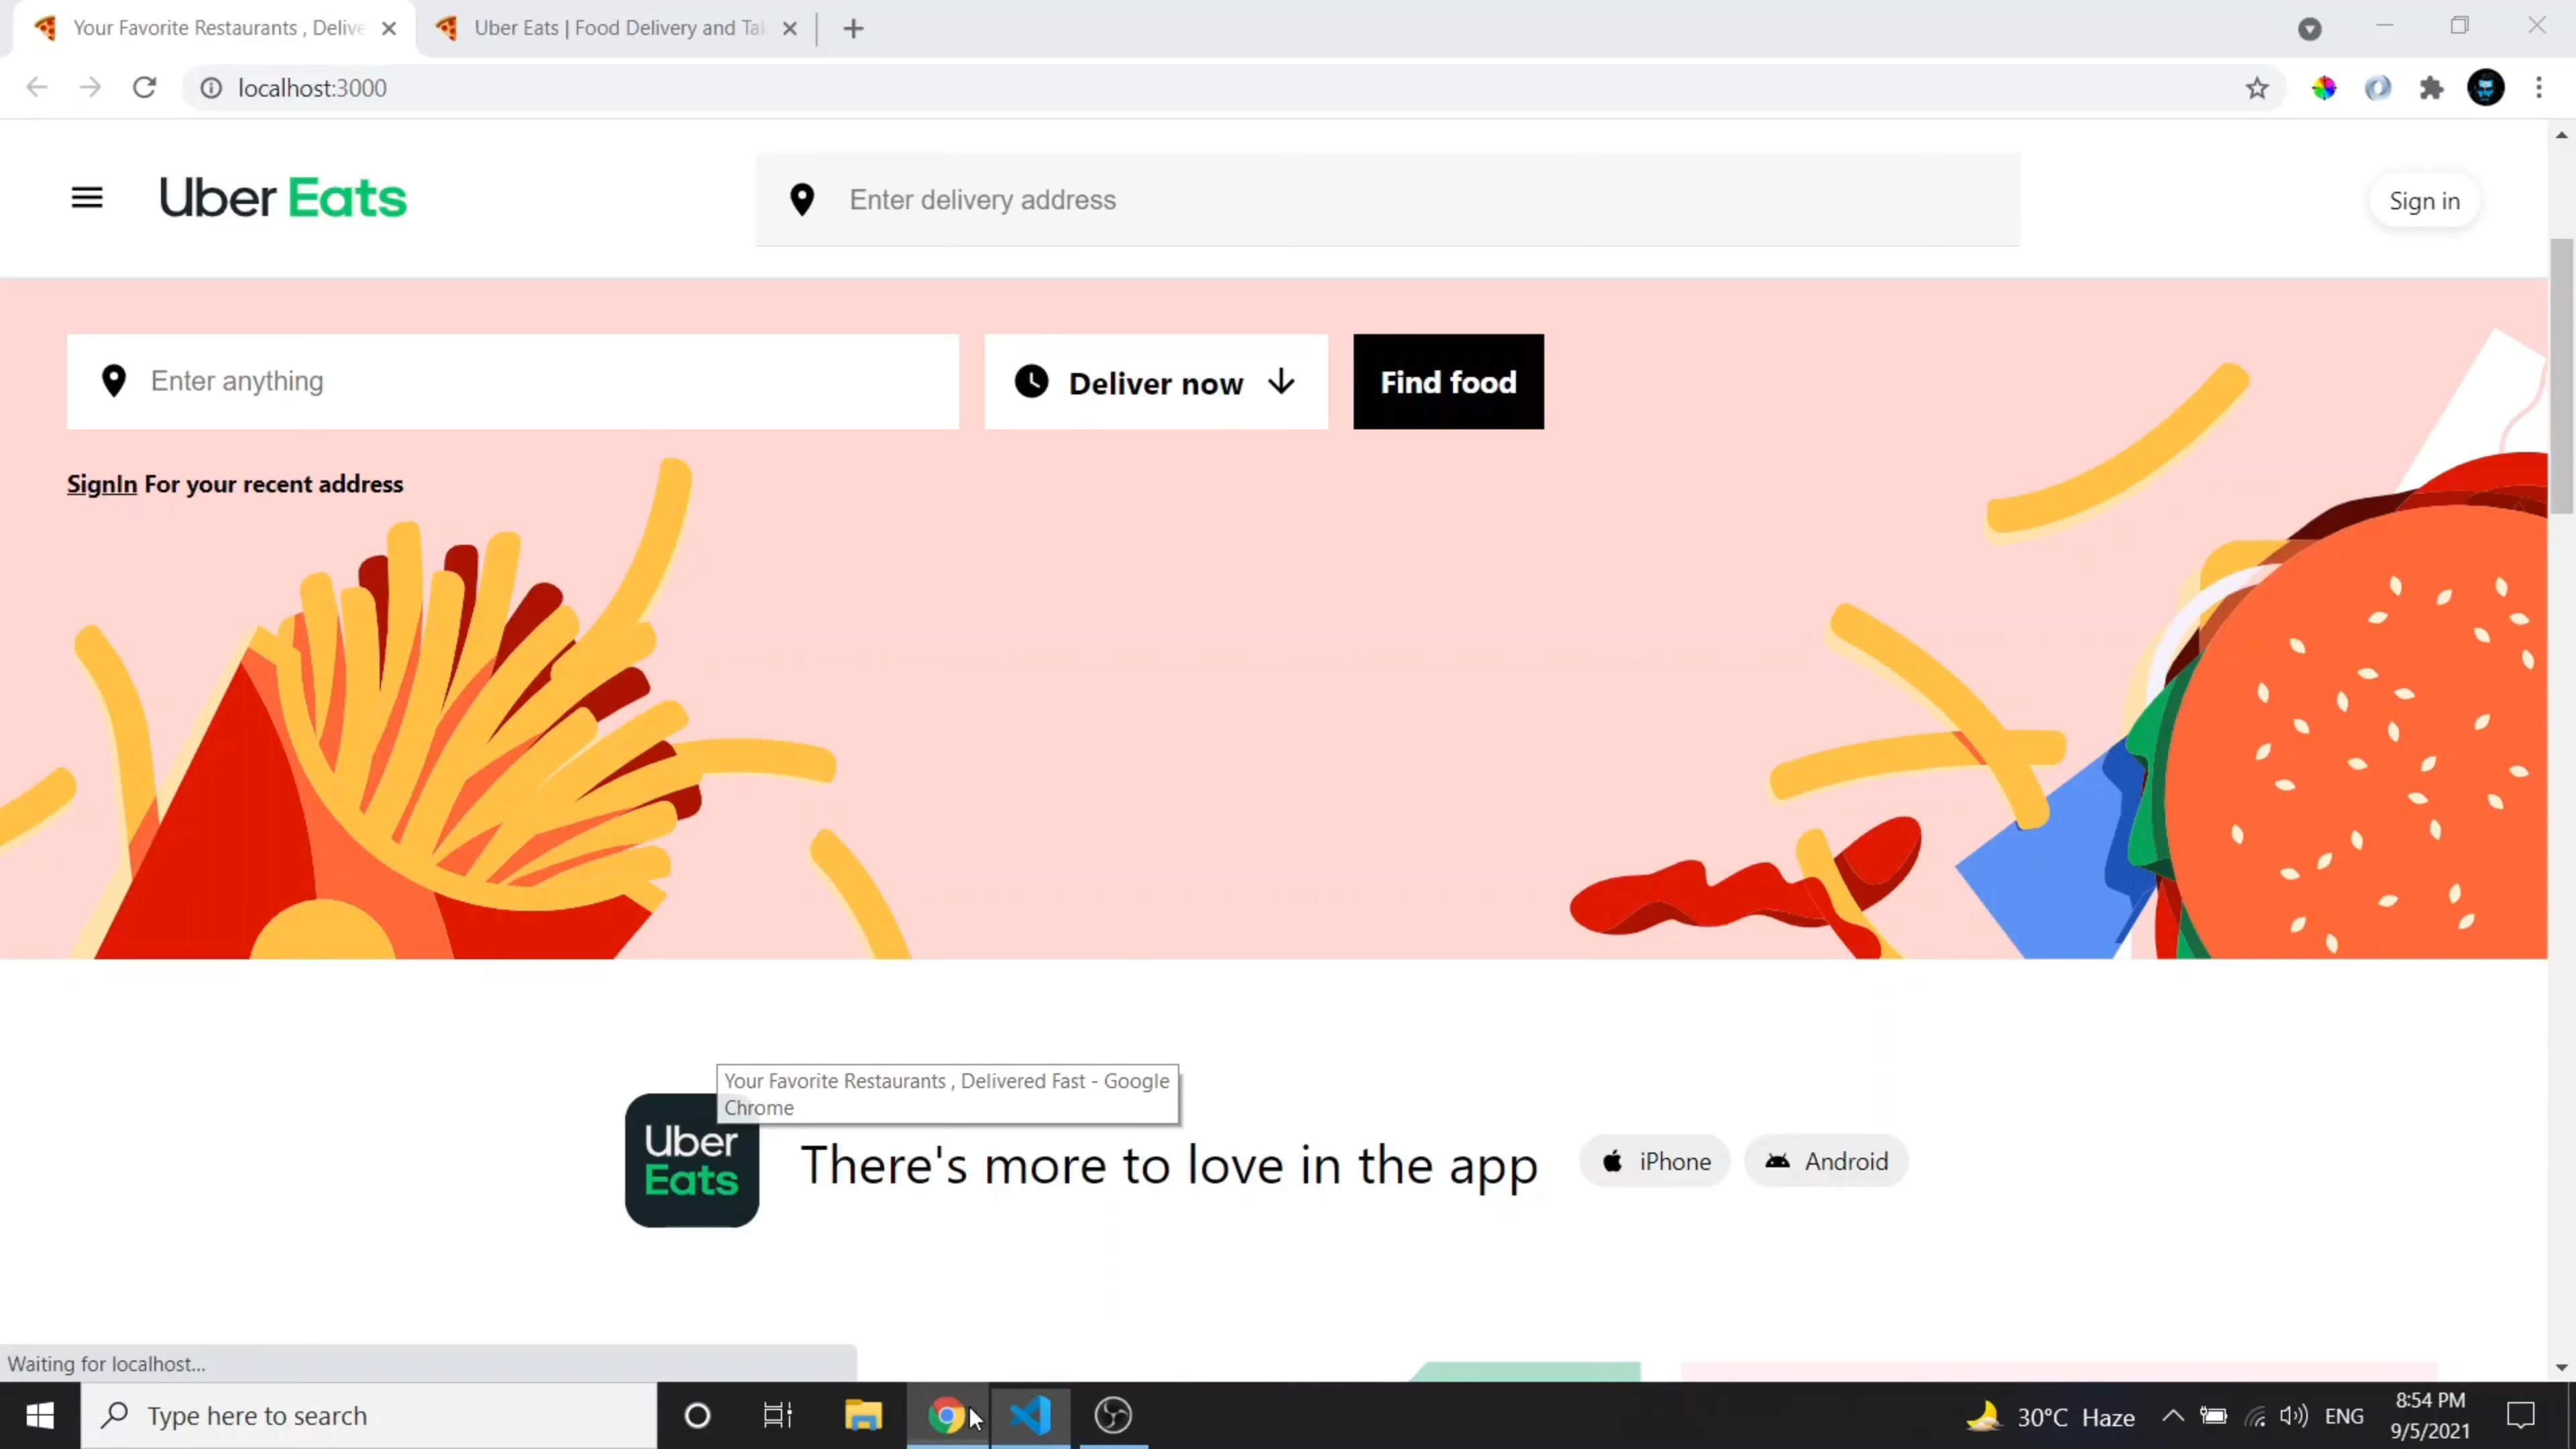 Your Favorite Restaurants , Delive
Uber Eats | Food Delivery and Tak
localhost:3000
Uber Eats
Enter delivery address
Sign in
Enter anything
Deliver now
Find food
SignIn For your recent address
Your Favorite Restaurants , Delivered Fast - Google
Chrome
Uber
Eats
There's more to love in the app
iPhone
Android
Waiting for localhost...
Type here to search
30°C Haze
ENG
8:54 PM
9/5/2021